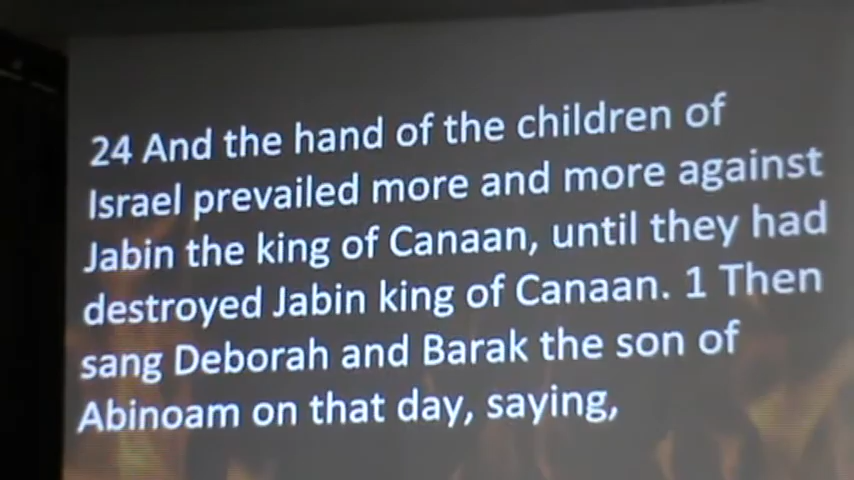 24 And the hand of the children of
Israel prevailed more and more against
Jabin the king of Canaan, until they had
destroyed Jabin king of Canaan. 1 Then
sang Deborah and Barak the son of
Abinoam on that day, saying,